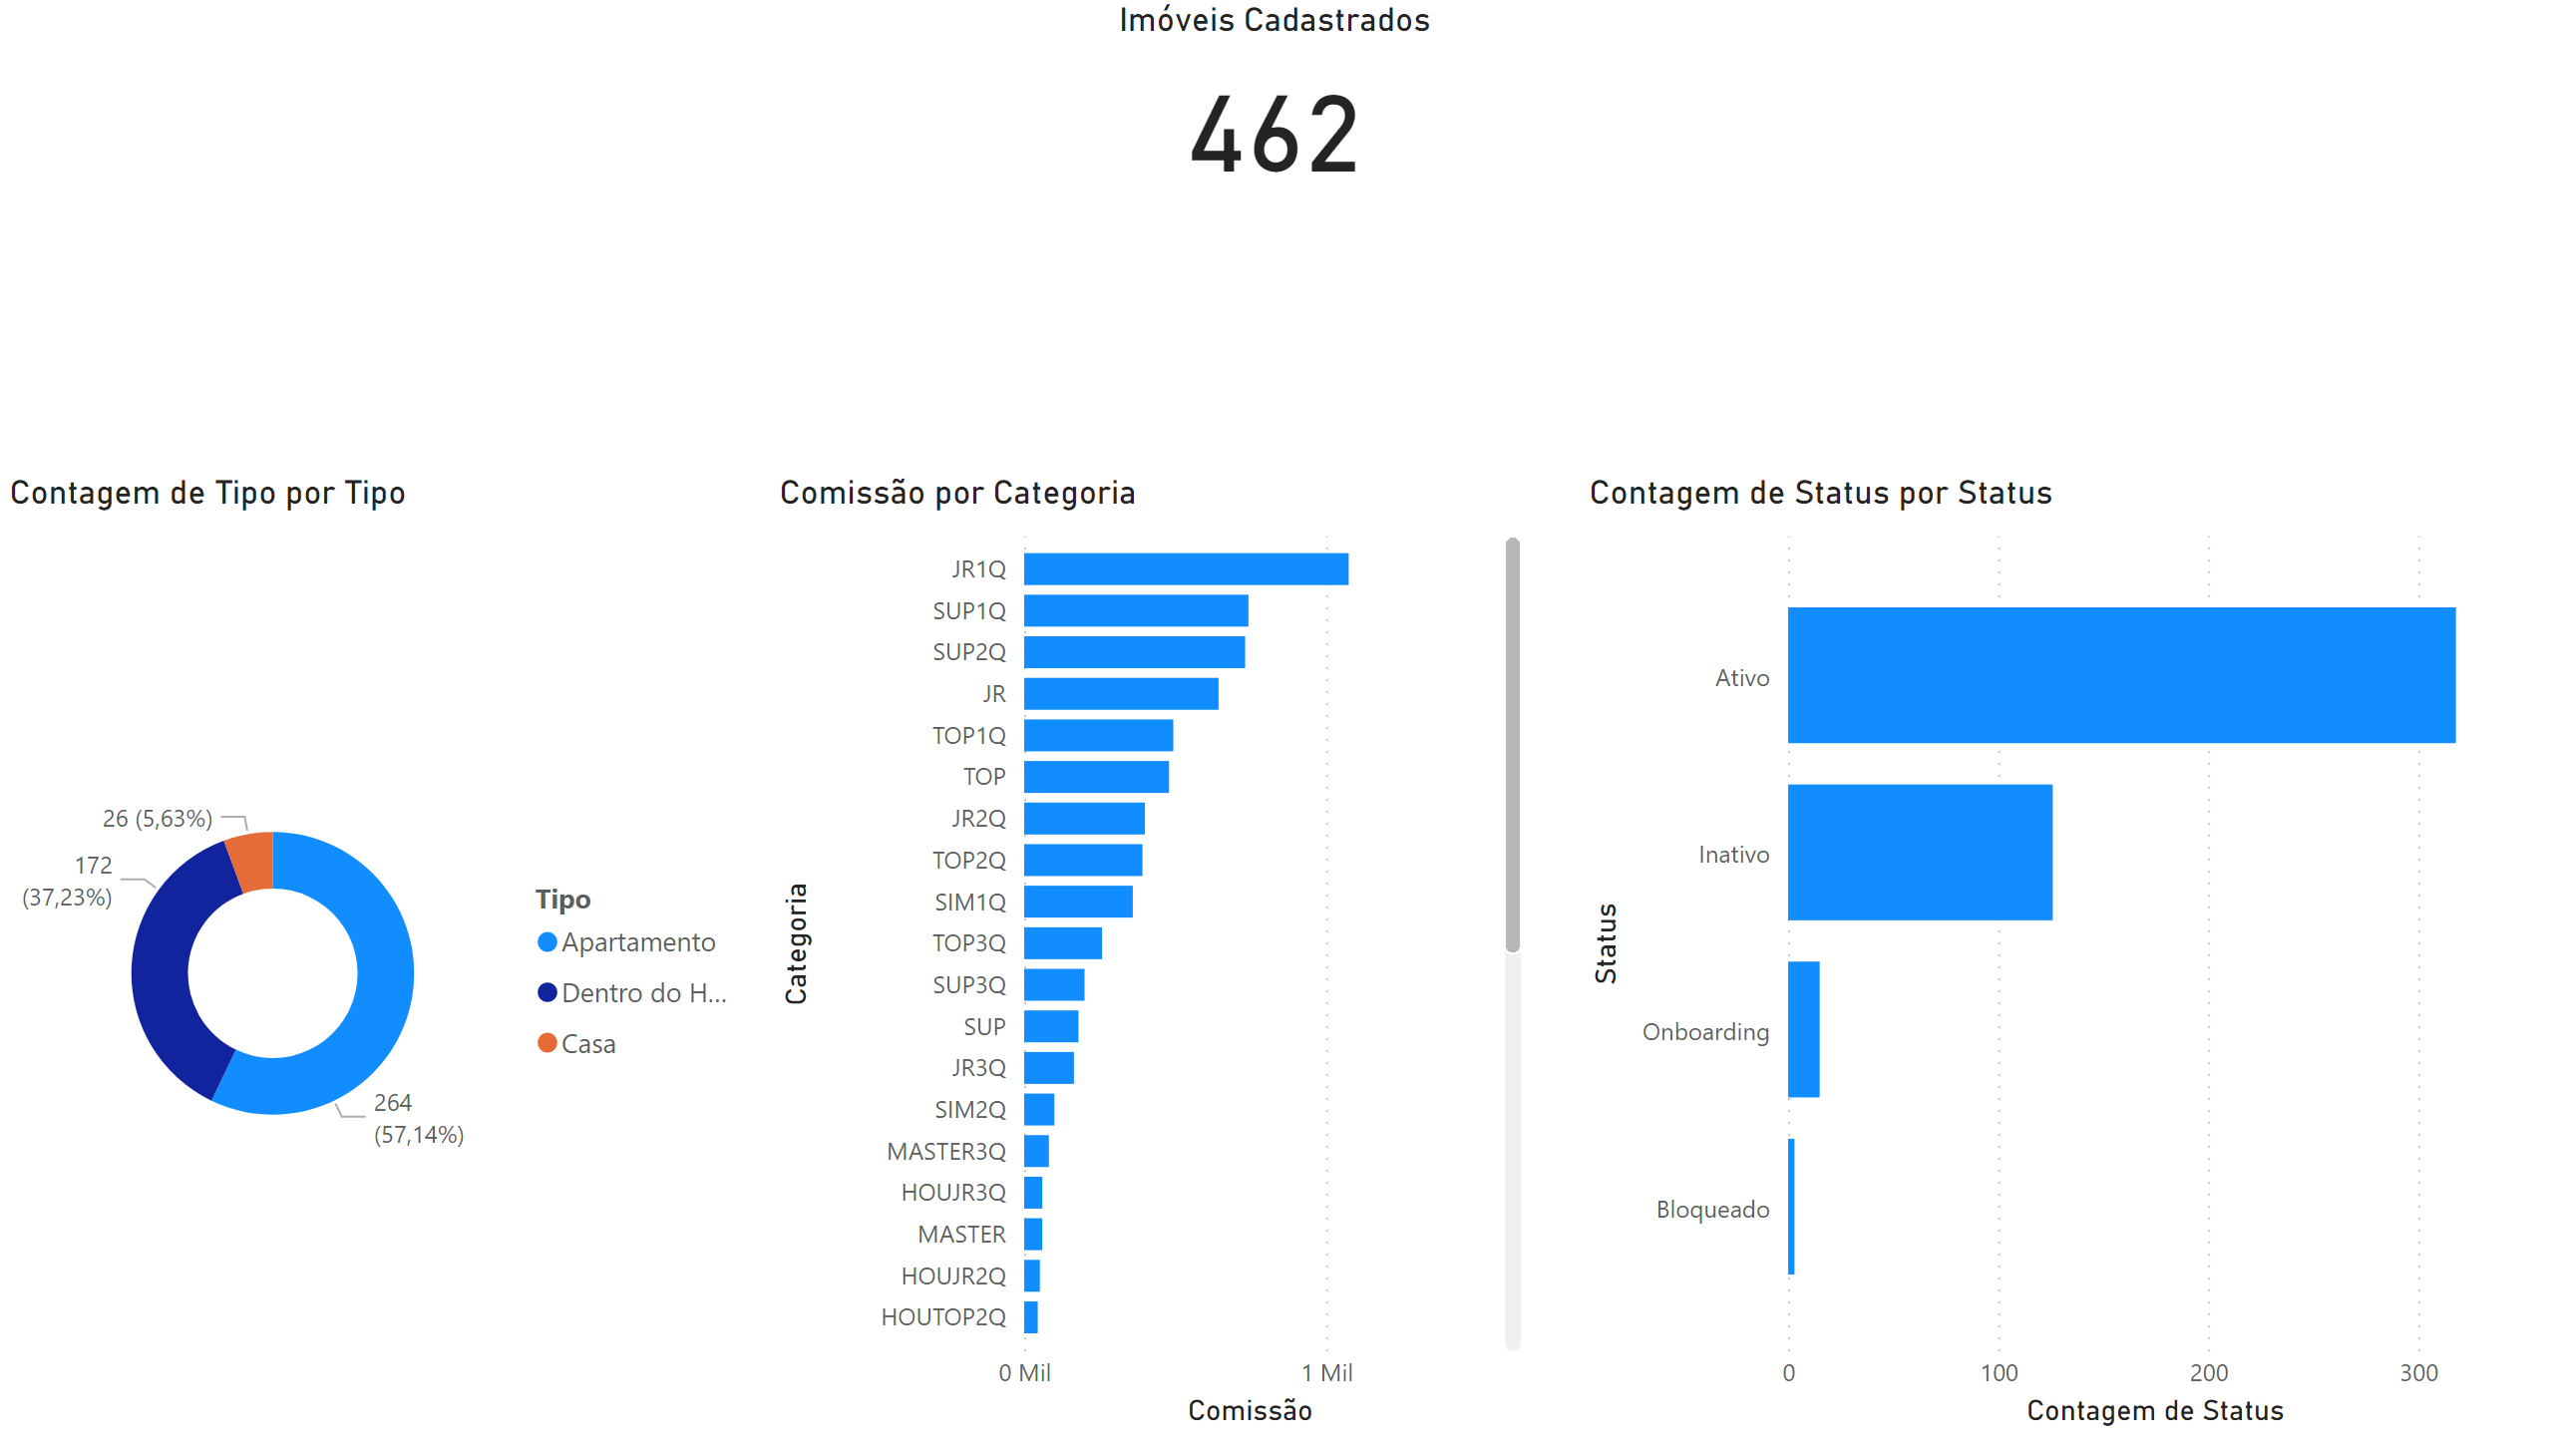 Imóveis Cadastrados
462
Contagem de Tipo por Tipo
26 (5,63%)
172
(37,23%)
264
(57,14%)
Tipo
Apartamento
Dentro do H...
Casa
Comissão por Categoria
Categoria
JR1Q
SUP1Q
SUP2Q
JR
TOP1Q
TOP
JR2Q
TOP2Q
SIM1Q
TOP3Q
SUP3Q
SUP
JR3Q
SIM2Q
MASTER3Q
HOUJR3Q
MASTER
HOUJR2Q
HOUTOP2Q
0 Mil
1 Mil
Comissão
Contagem de Status por Status
Status
Ativo
Inativo
Onboarding
Bloqueado
0
100
200
300
Contagem de Status